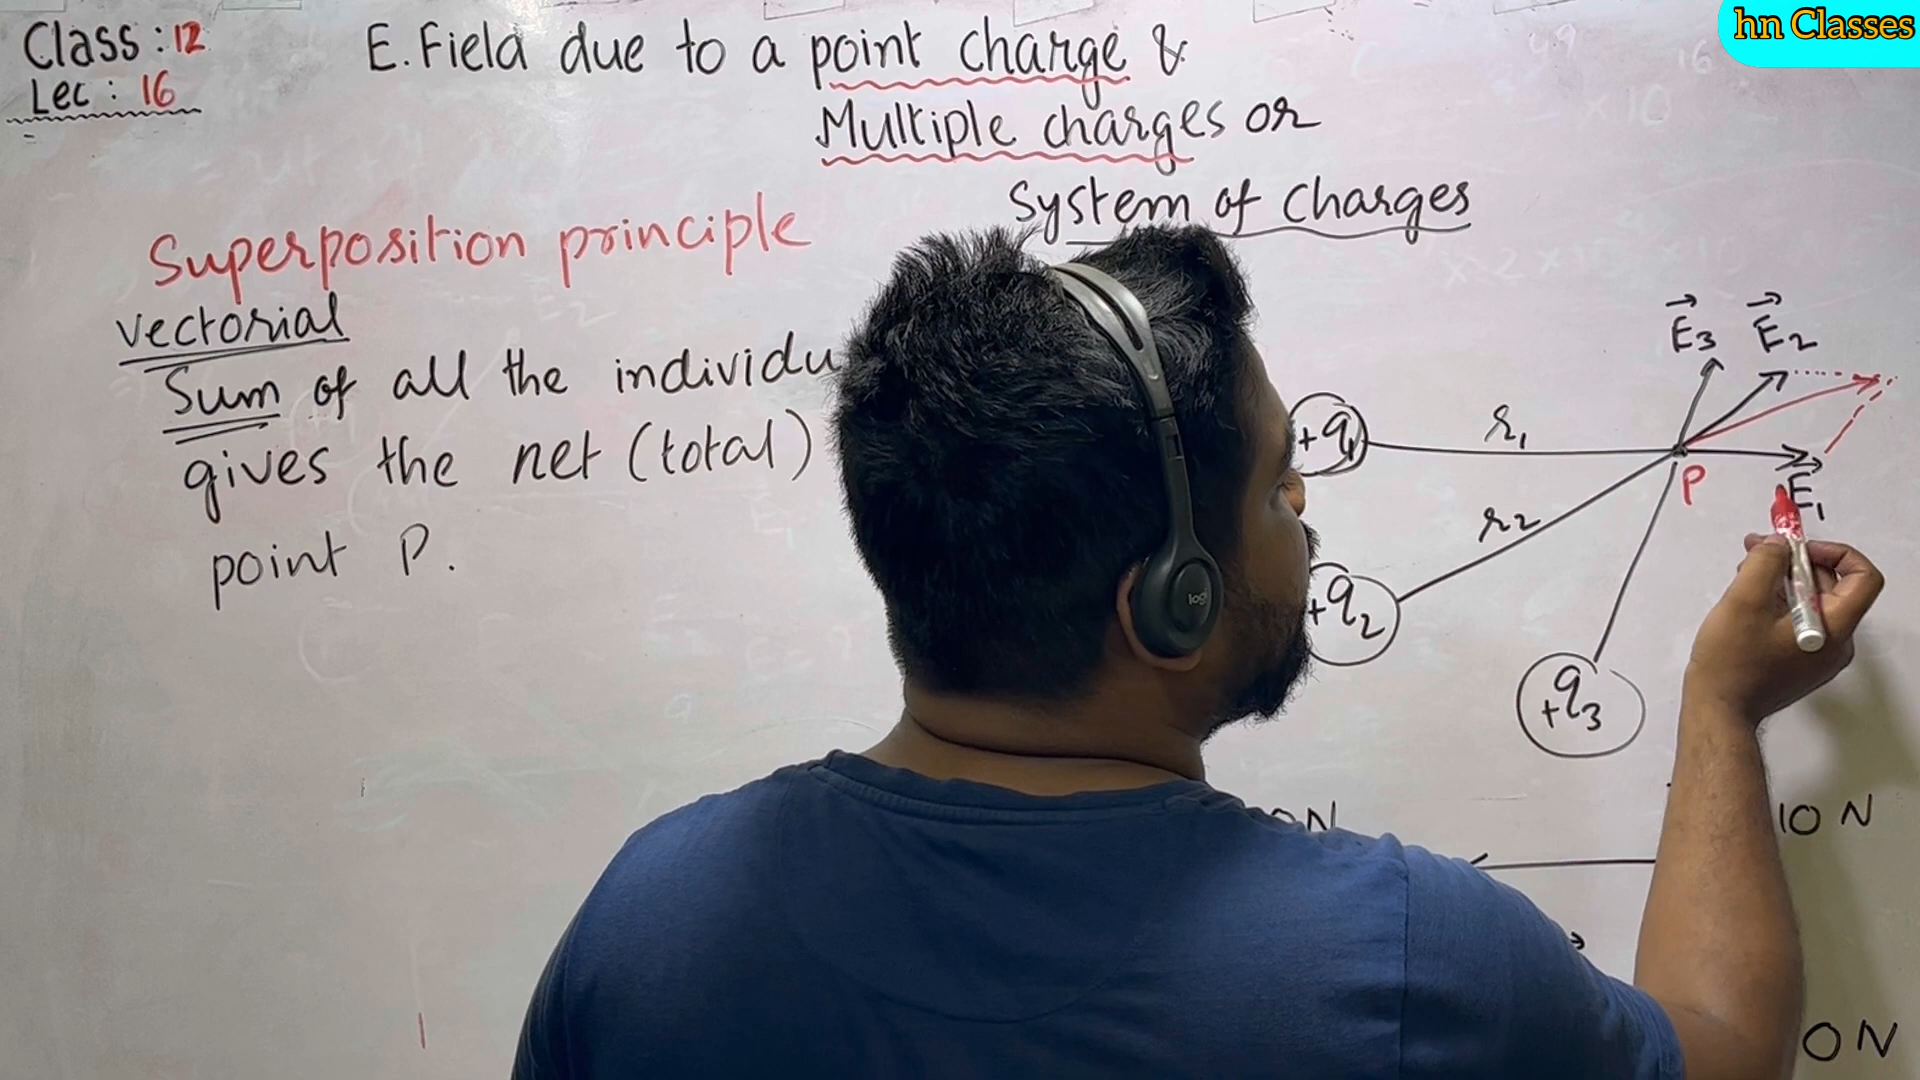 Class : 12
Lec : 16
E. Field due to a point charge &
Multiple charges or
System of charges
hn Classes
Superposition principle
vectorial
Sum of all the individu
gives the net (total)
point P.
E3 E2
+q1 r1
P
E1
r2
+q2
+q3
N
10 N
ON
log